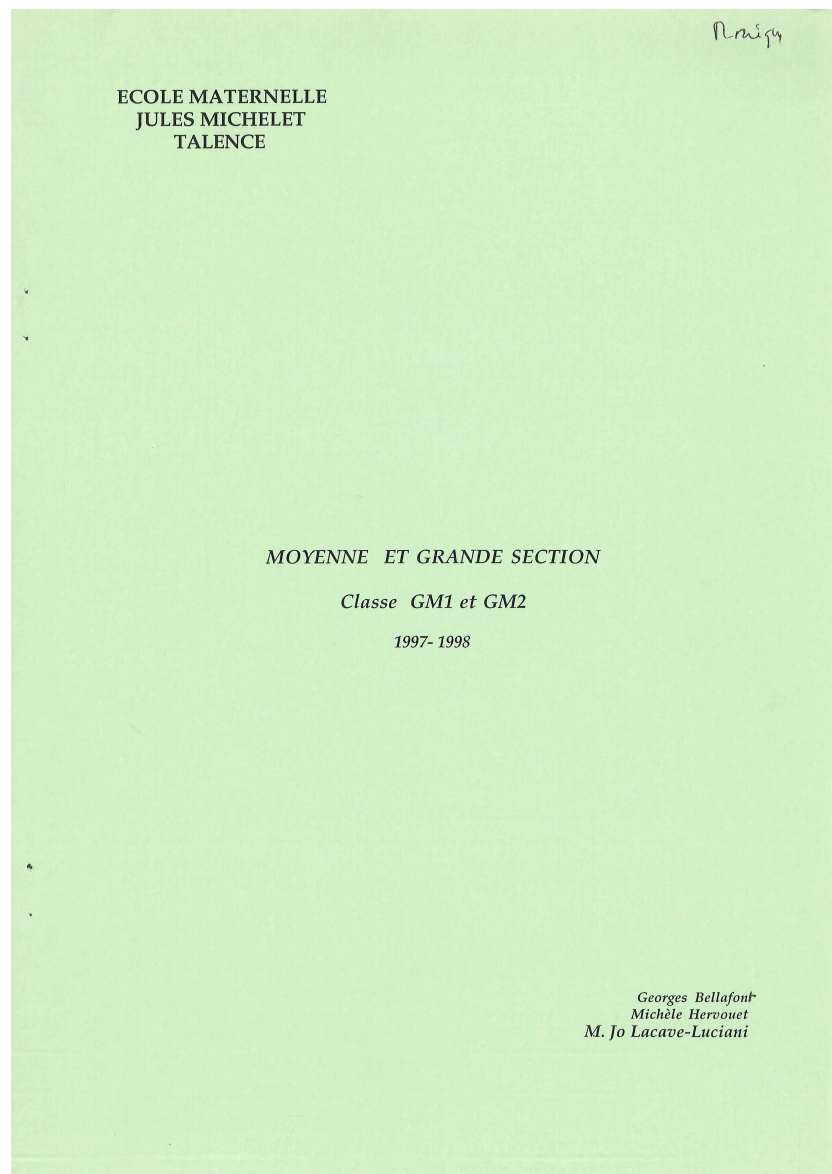 ECOLE MATERNELLE
JULES MICHELET
TALENCE
MOYENNE ET GRANDE SECTION
Classe GM1 et GM2
1997- 1998
Georges Bellafont
Michèle Hervouet
M. Jo Lacave-Luciani